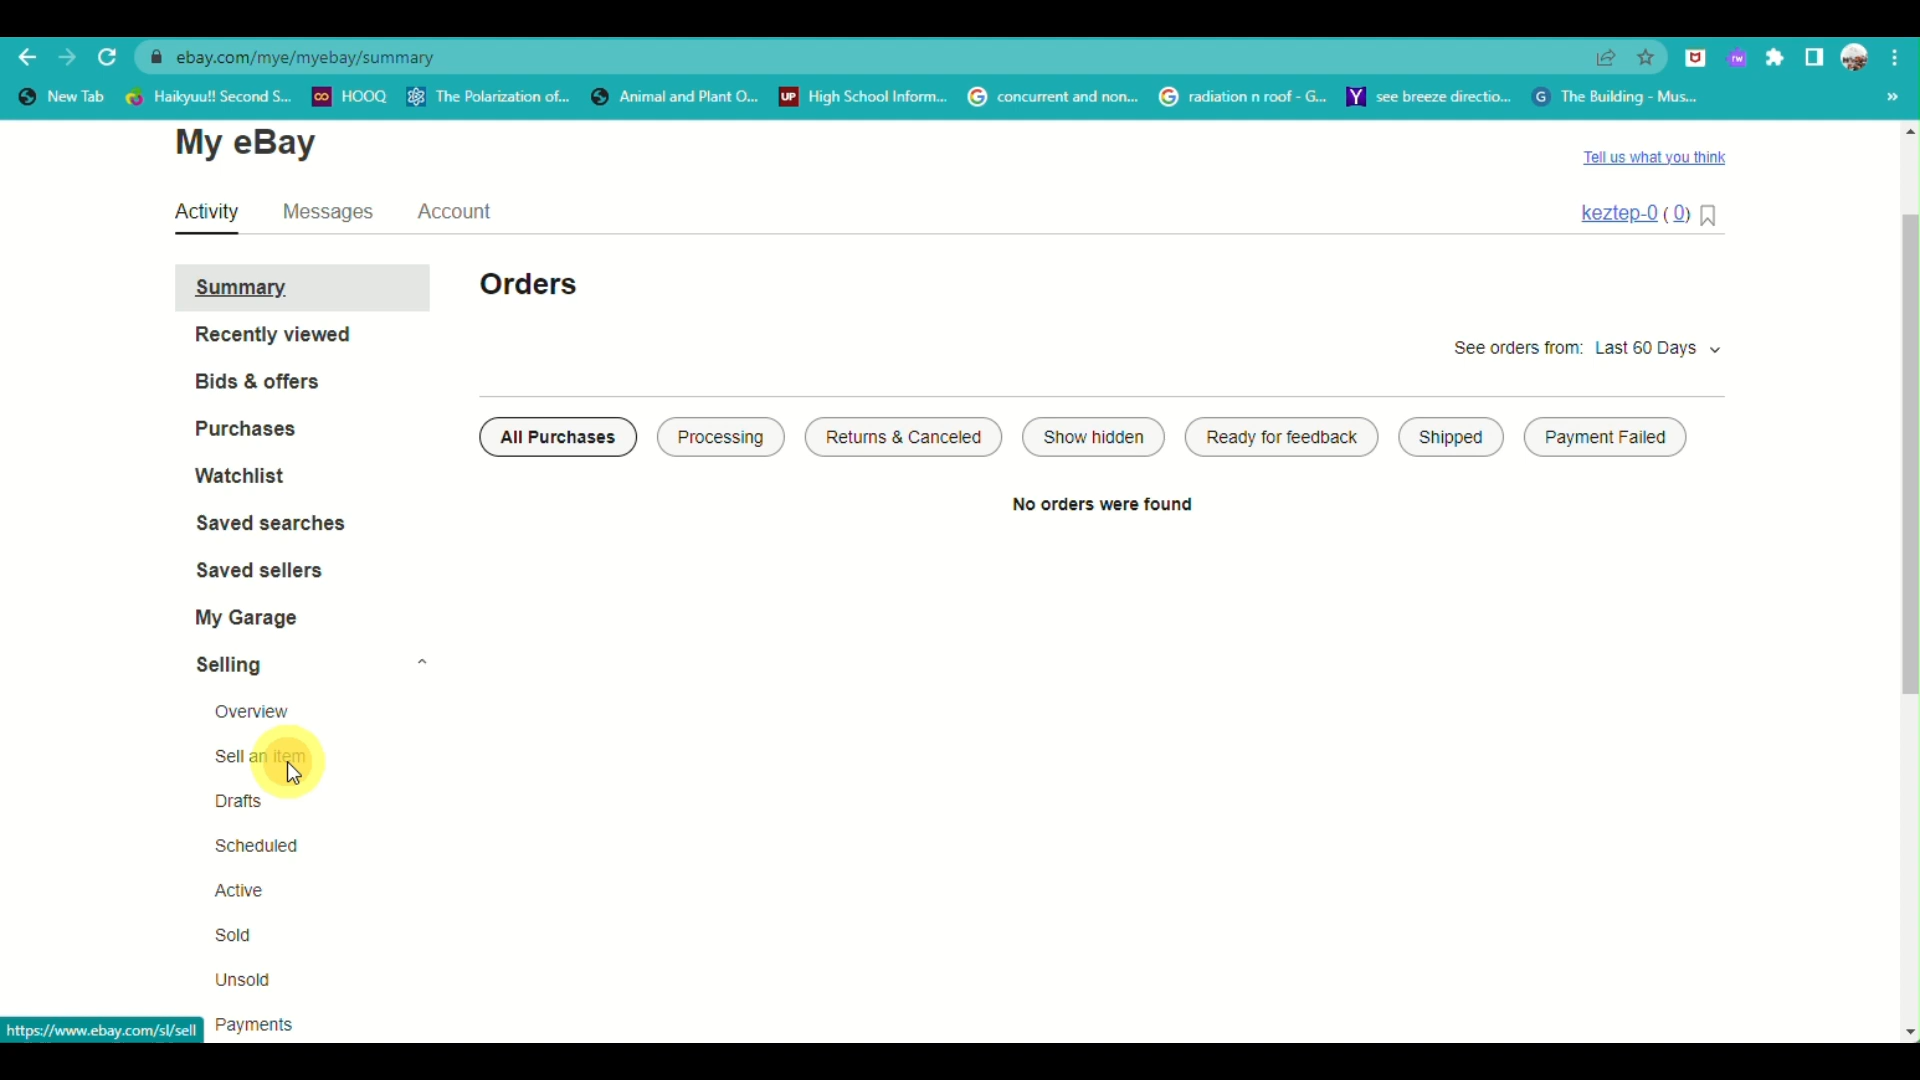 ebay.com/mye/myebay/summary
New Tab Haikyuu!! Second S... HOOQ The Polarization of... Animal and Plant O... UP High School Inform... concurrent and non... radiation n roof - G... see breeze directio... The Building - Mus... »
My eBay
Tell us what you think
Activity Messages Account
keztep-0 ( 0)
Summary
Recently viewed
Bids & offers
Purchases
Watchlist
Saved searches
Saved sellers
My Garage
Selling
Overview
Sell an item
Drafts
Scheduled
Active
Sold
Unsold
Payments
Orders
See orders from: Last 60 Days
All Purchases Processing Returns & Canceled Show hidden Ready for feedback Shipped Payment Failed
No orders were found
https://www.ebay.com/sl/sell